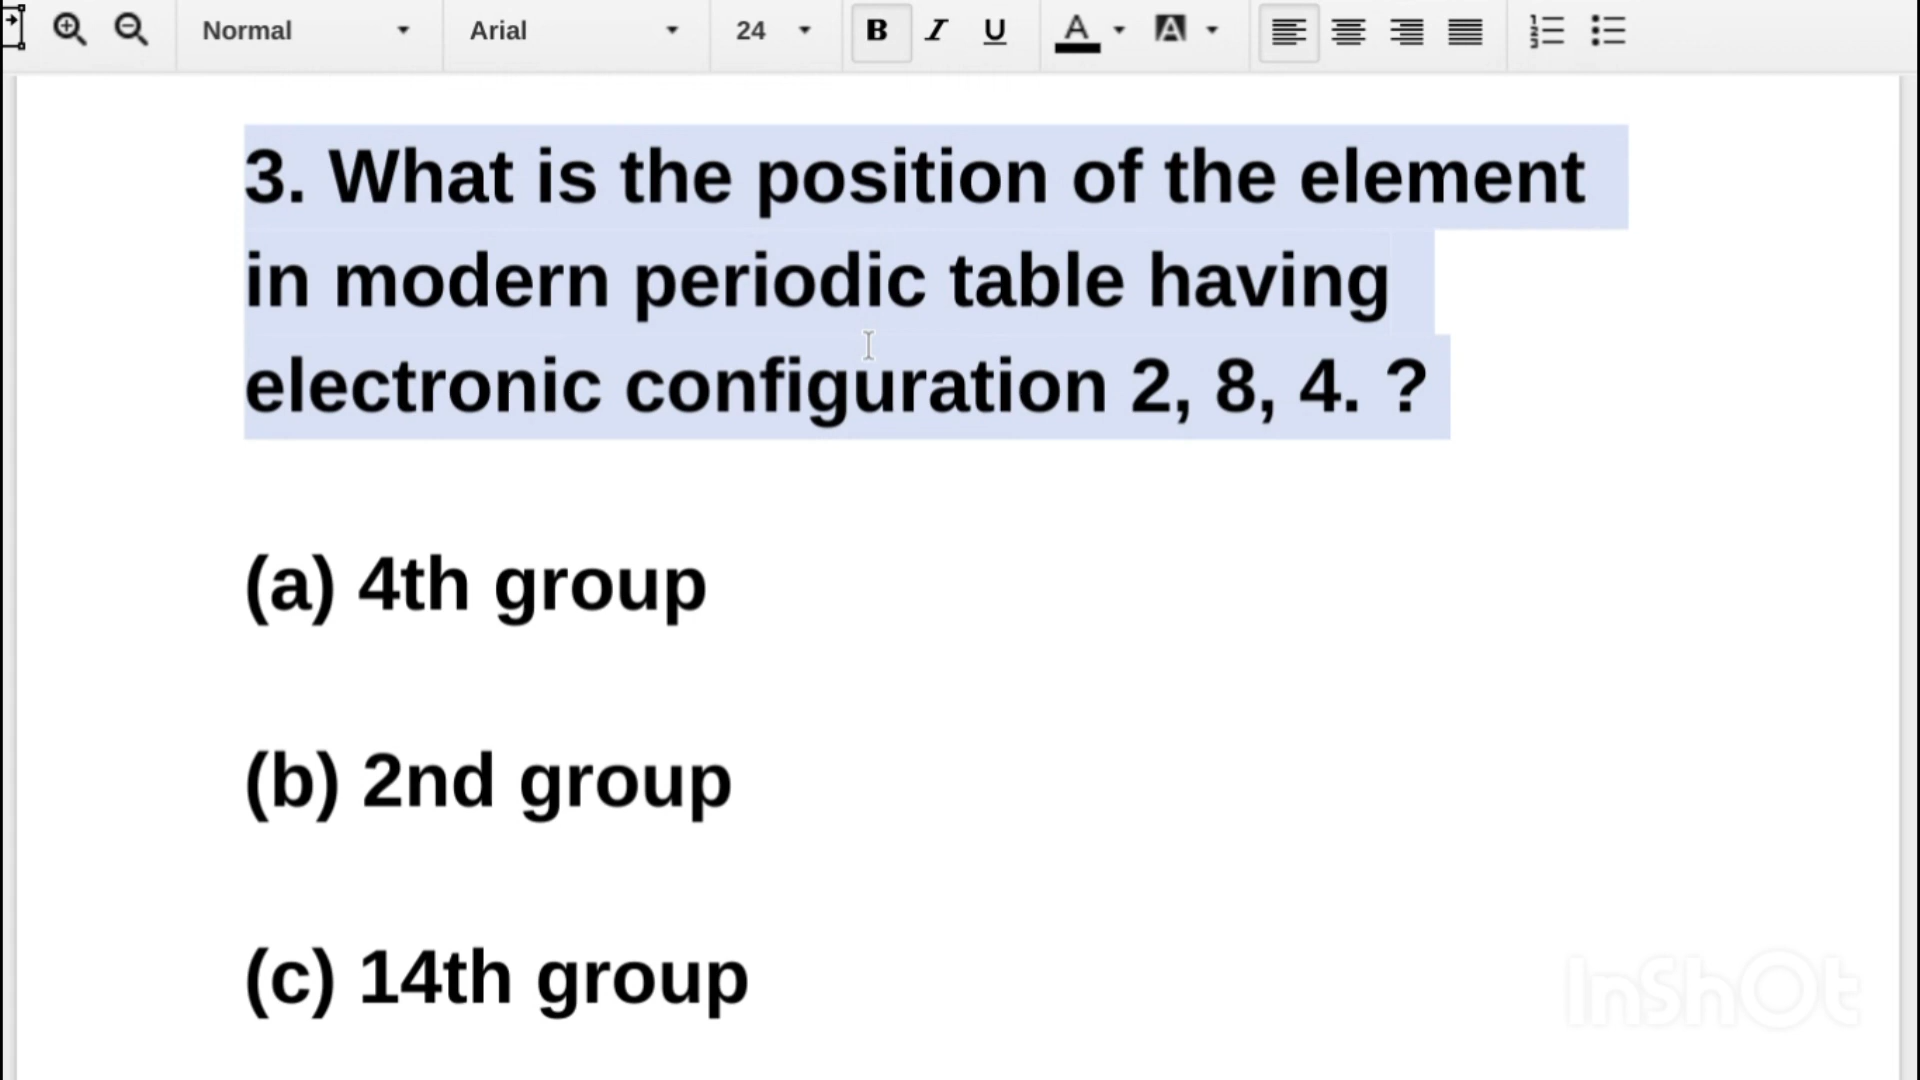 Normal Arial 24 B I U A A
3. What is the position of the element
in modern periodic table having
electronic configuration 2, 8, 4. ?
(a) 4th group
(b) 2nd group
(c) 14th group
InShOt